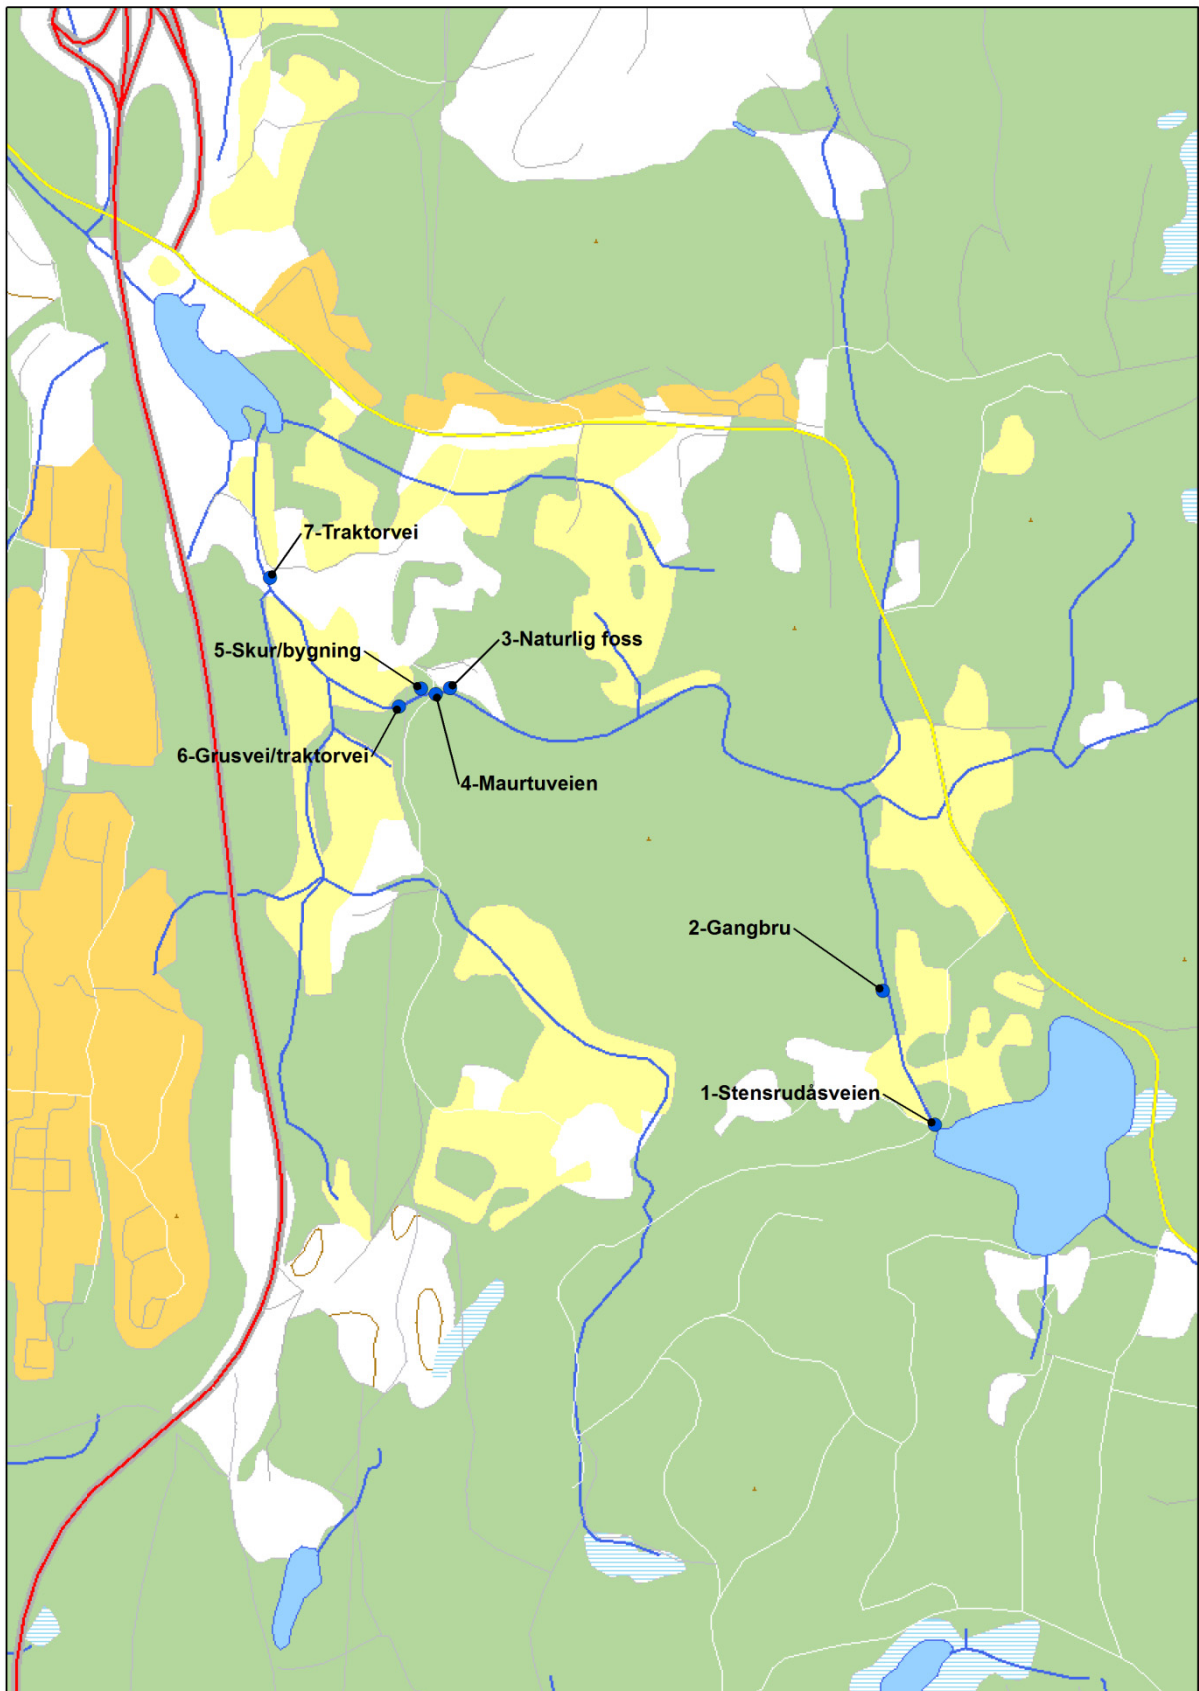 7-Traktorvei
5-Skur/bygning
3-Naturlig foss
6-Grusvei/traktorvei
4-Maurtuveien
2-Gangbru
1-Stensrudåsveien